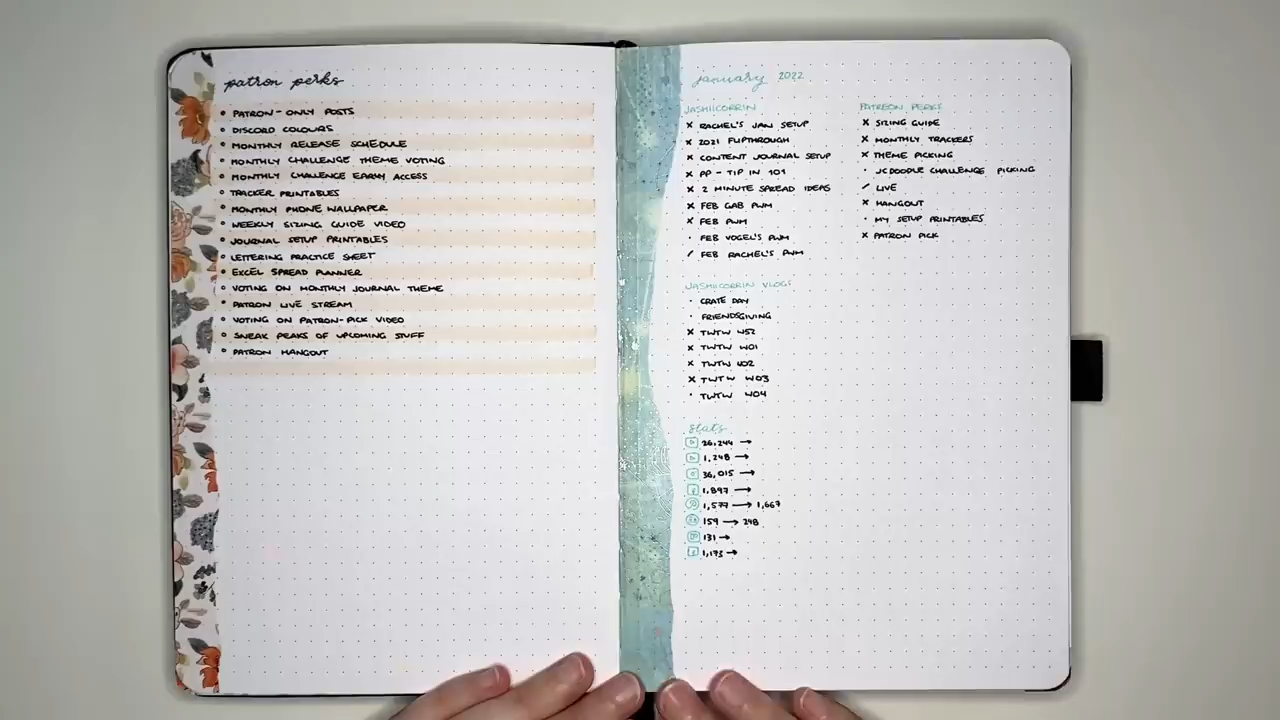 patron perks
PATRON-ONLY POSTS
DISCORD COLOURS
MONTHLY RELEASE SCHEDULE
MONTHLY CHALLENGE THEME VOTING
MONTHLY CHALLENGE EARLY ACCESS
TRACKER PRINTABLES
MONTHLY PHONE WALLPAPER
WEEKLY SIZING GUIDE VIDEO
JOURNAL SETUP PRINTABLES
LETTERING PRACTICE SHEET
EXCEL SPREAD PLANNER
VOTING ON MONTHLY JOURNAL THEME
PATRON LIVE STREAM
VOTING ON PATRON-PICK VIDEO
SNEAK PEAKS OF UPCOMING STUFF
PATRON HANGOUT
january 2022
JASHIICORRIN
x RACHEL'S JAN SETUP
x 2021 FLIPTHROUGH
x CONTENT JOURNAL SETUP
x PP - TIP IN 101
x 2 MINUTE SPREAD IDEAS
x FEB GAB PWM
x FEB PWM
· FEB VOGEL'S PWM
/ FEB RACHEL'S PWM
JASHIICORRIN VLOGS
· CRATE DAY
· FRIENDSGIVING
x TWTW W52
x TWTW W01
x TWTW W02
x TWTW W03
· TWTW W04
stats
26,244 →
1,248 →
36,015 →
1,897 →
1,577 → 1,667
159 → 248
131 →
1,173 →
PATREON PERKS
x SIZING GUIDE
x MONTHLY TRACKERS
x THEME PICKING
· JCDOODLE CHALLENGE PICKING
/ LIVE
x HANGOUT
· MY SETUP PRINTABLES
x PATRON PICK